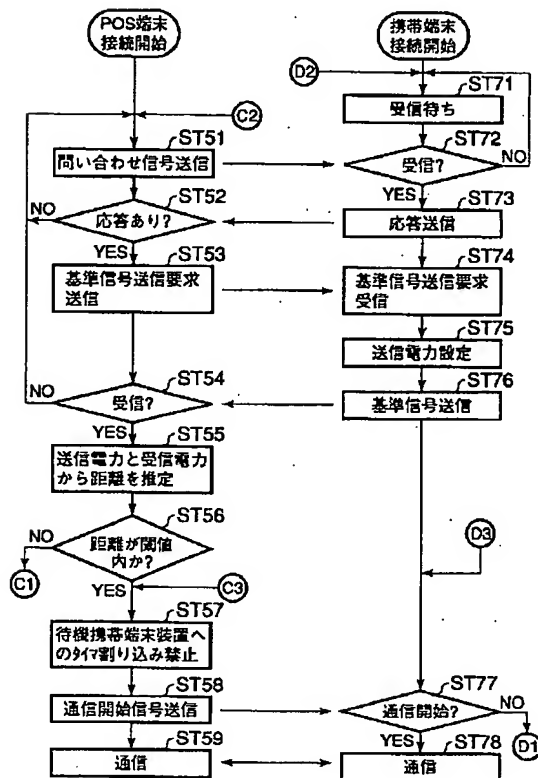 POS端末
接続開始
C2
ST51
問い合わせ信号送信
ST52
NO
応答あり?
YES
ST53
基準信号送信要求
送信
ST54
NO
受信?
YES
ST55
送信電力と受信電力
から距離を推定
ST56
NO
距離が閾値
内か?
C1
YES
C3
ST57
待機携帯端末装置へ
のタイマ割り込み禁止
ST58
通信開始信号送信
ST59
通信
携帯端末
接続開始
D2
ST71
受信待ち
ST72
受信?
NO
YES
ST73
応答送信
ST74
基準信号送信要求
受信
ST75
送信電力設定
ST76
基準信号送信
D3
ST77
通信開始?
NO
D1
YES
ST78
通信